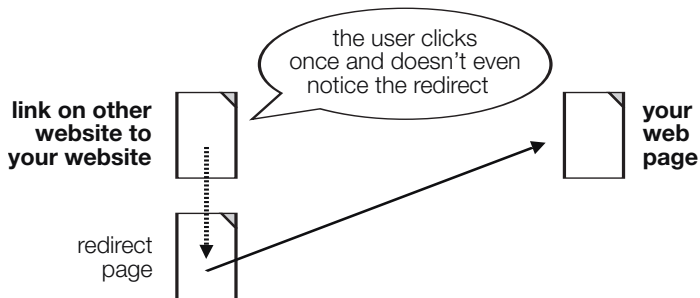 the user clicks
once and doesn’t even
notice the redirect
link on other
website to
your website
your
web
page
redirect
page